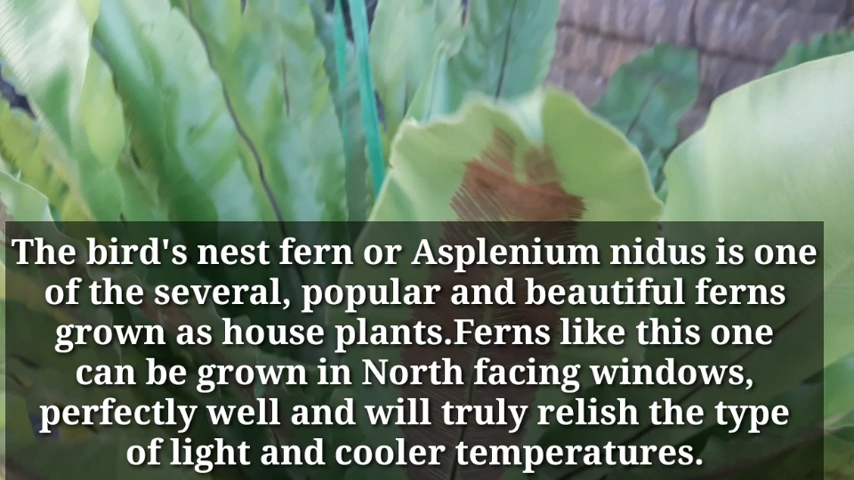 The bird's nest fern or Asplenium nidus is one
of the several, popular and beautiful ferns
grown as house plants.Ferns like this one
can be grown in North facing windows,
perfectly well and will truly relish the type
of light and cooler temperatures.